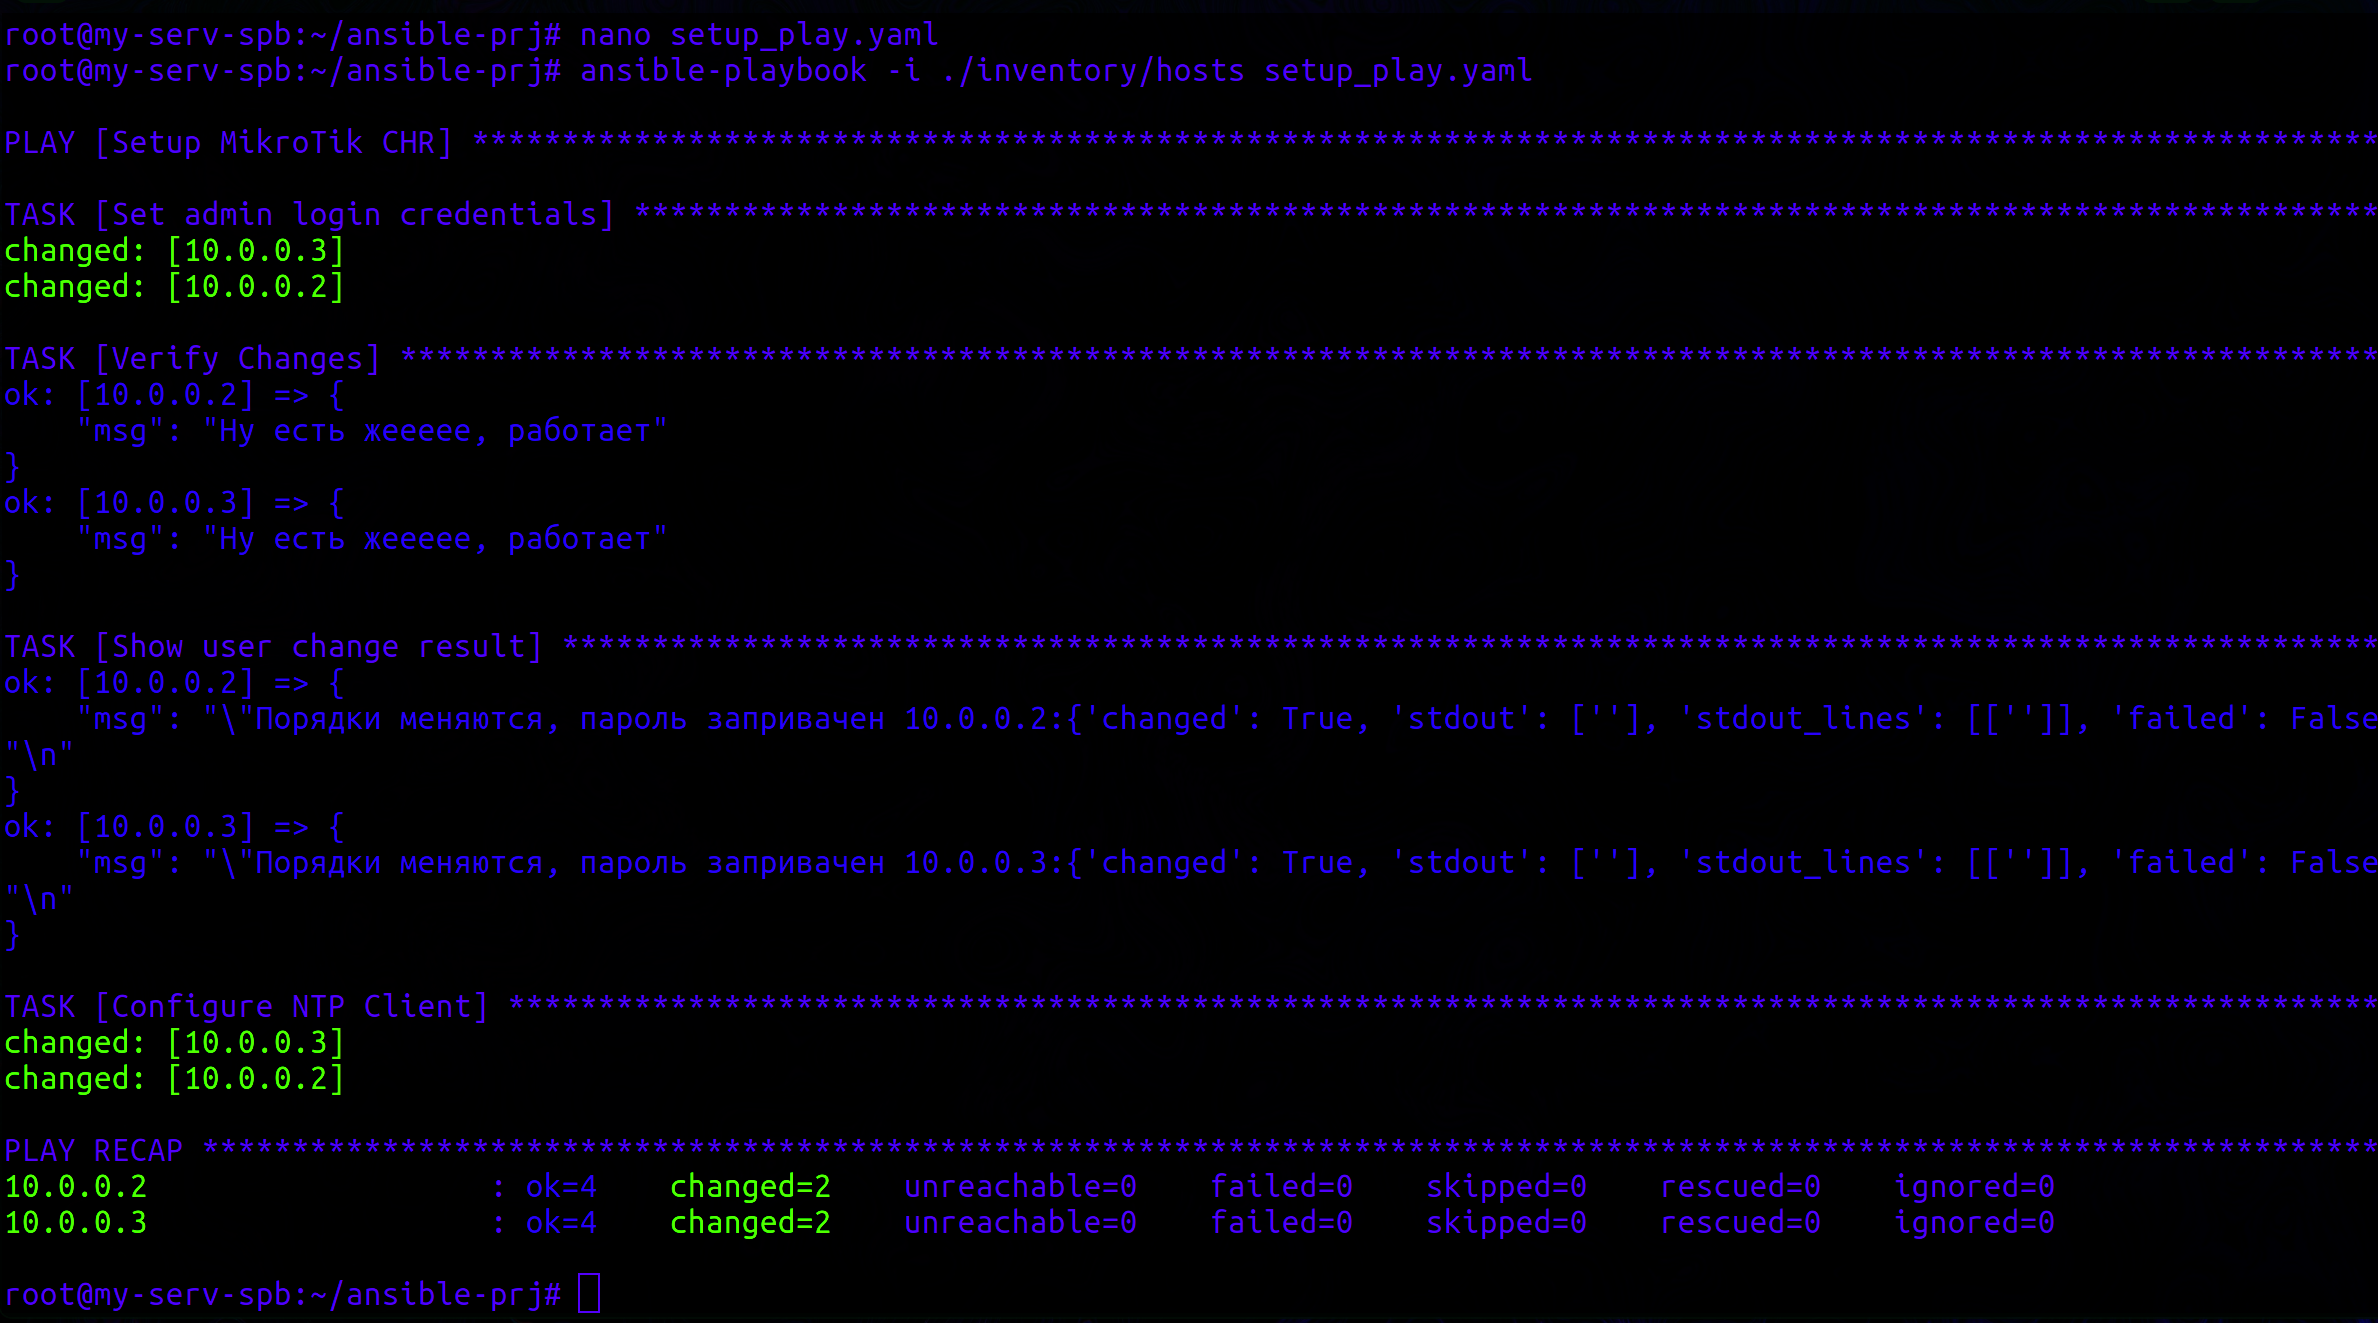 root@my-serv-spb:~/ansible-prj# nano setup_play.yaml
root@my-serv-spb:~/ansible-prj# ansible-playbook -i ./inventory/hosts setup_play.yaml
PLAY [Setup MikroTik CHR] **********************************************************************************************************
TASK [Set admin login credentials] *************************************************************************************************
changed: [10.0.0.3]
changed: [10.0.0.2]
TASK [Verify Changes] **************************************************************************************************************
ok: [10.0.0.2] => {
    "msg": "Ну есть жеееее, работает"
}
ok: [10.0.0.3] => {
    "msg": "Ну есть жеееее, работает"
}
TASK [Show user change result] *****************************************************************************************************
ok: [10.0.0.2] => {
    "msg": "\"Порядки меняются, пароль запривачен 10.0.0.2:{'changed': True, 'stdout': [''], 'stdout_lines': [['']], 'failed': False
"\n"
}
ok: [10.0.0.3] => {
    "msg": "\"Порядки меняются, пароль запривачен 10.0.0.3:{'changed': True, 'stdout': [''], 'stdout_lines': [['']], 'failed': False
"\n"
}
TASK [Configure NTP Client] ********************************************************************************************************
changed: [10.0.0.3]
changed: [10.0.0.2]
PLAY RECAP *************************************************************************************************************************
10.0.0.2                   : ok=4    changed=2    unreachable=0    failed=0    skipped=0    rescued=0    ignored=0
10.0.0.3                   : ok=4    changed=2    unreachable=0    failed=0    skipped=0    rescued=0    ignored=0
root@my-serv-spb:~/ansible-prj#